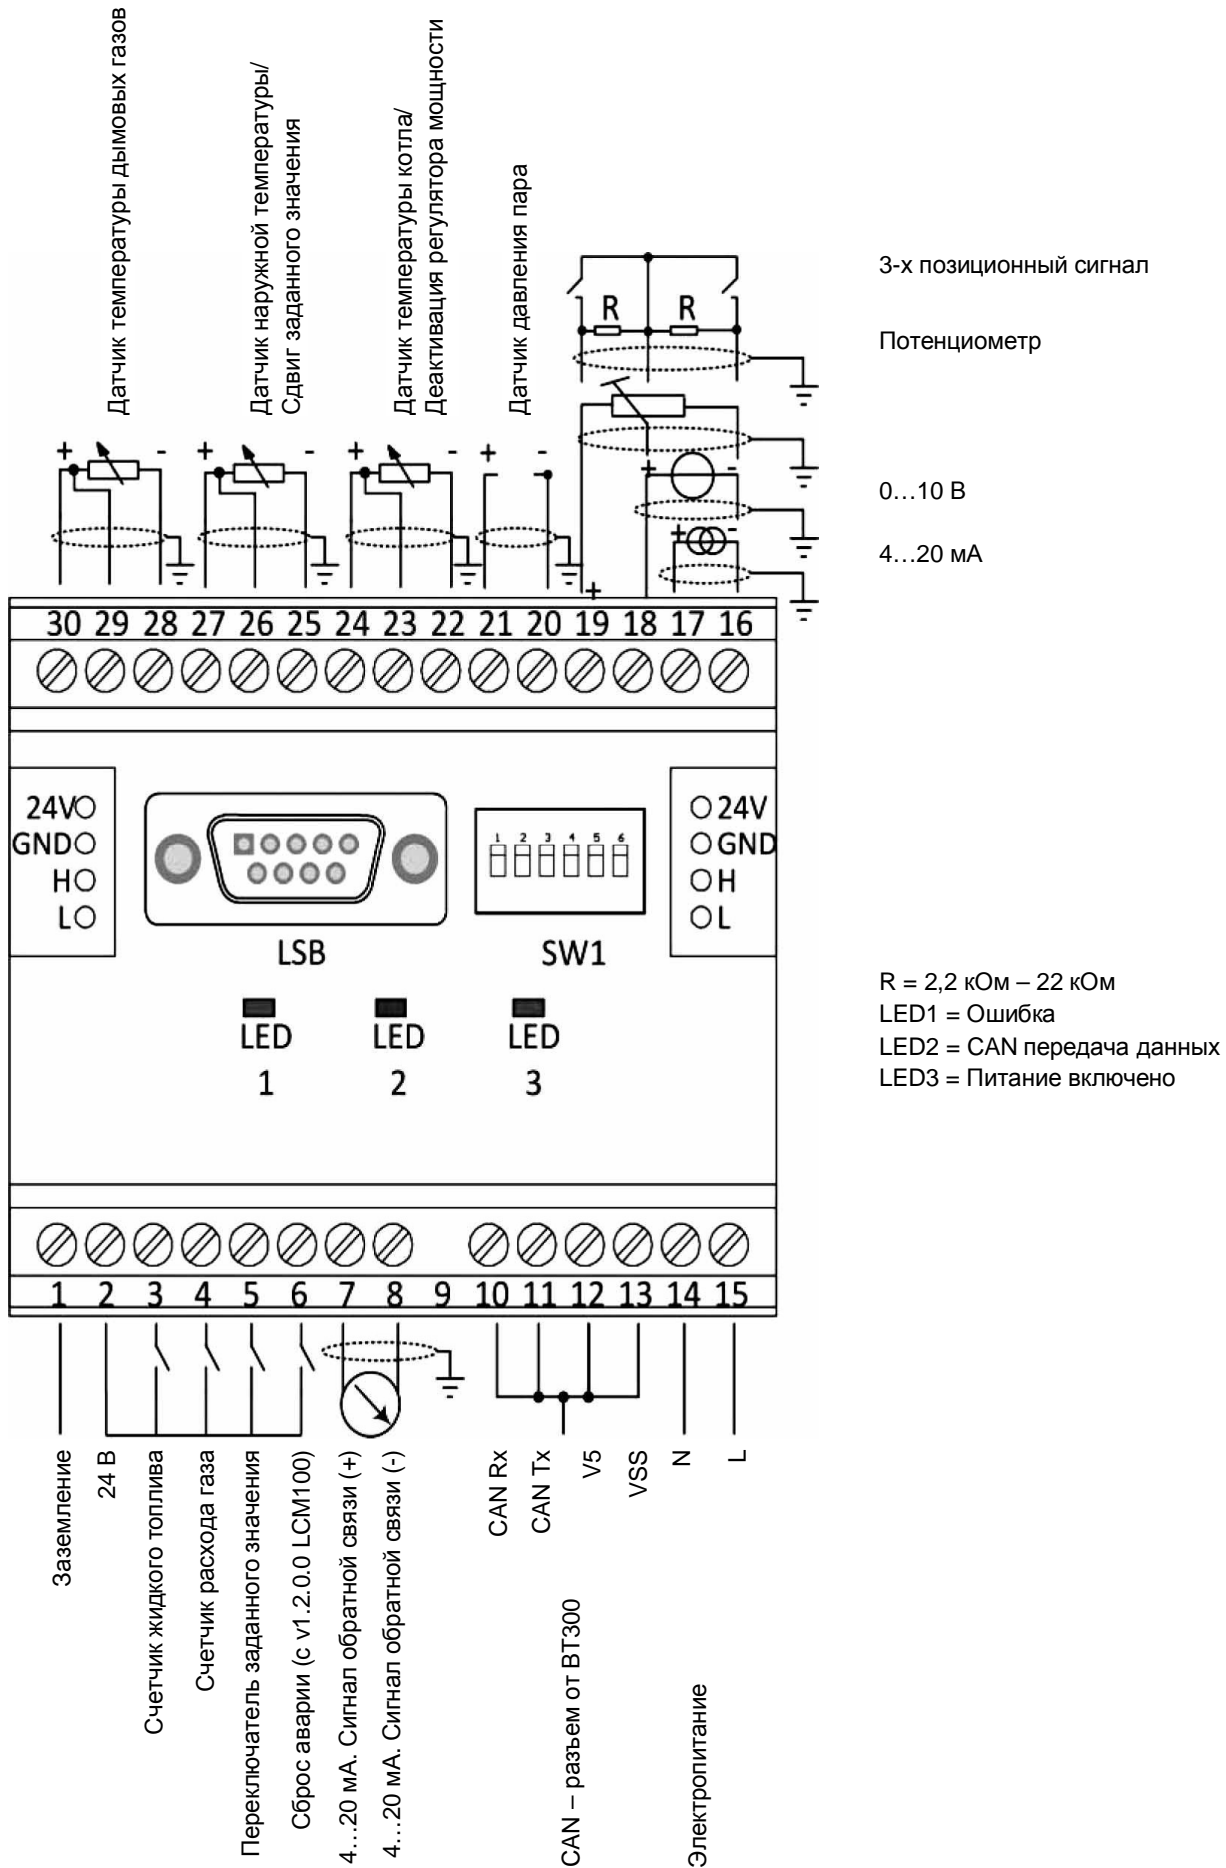 Датчик температуры дымовых газов
Датчик наружной температуры/
Сдвиг заданного значения
Датчик температуры котла/
Деактивация регулятора мощности
Датчик давления пара
3-х позиционный сигнал
R R
Потенциометр
+ - + - + - + -
+ -
0…10 В
+ -
4…20 мА
+
30 29 28 27 26 25 24 23 22 21 20 19 18 17 16
24V
GND
H
L
1 2 3 4 5 6
24V
GND
H
L
LSB
SW1
R = 2,2 кОм – 22 кОм
LED1 = Ошибка
LED2 = CAN передача данных
LED3 = Питание включено
LED
1
LED
2
LED
3
1 2 3 4 5 6 7 8 9 10 11 12 13 14 15
Заземление
24 В
Счетчик жидкого топлива
Счетчик расхода газа
Переключатель заданного значения
Сброс аварии (с v1.2.0.0 LCM100)
4…20 мА. Сигнал обратной связи (+)
4…20 мА. Сигнал обратной связи (-)
CAN Rx
CAN Tx
V5
VSS
N
L
CAN – разъем от BT300
Электропитание